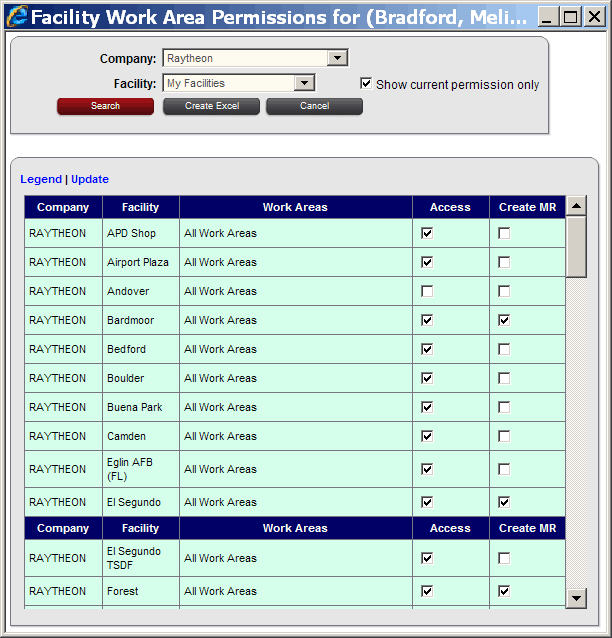 Facility Work Area Permissions for (Bradford, Meli...
Company: Raytheon
Facility: My Facilities Show current permission only
Search Create Excel Cancel
Legend | Update
Company Facility Work Areas Access Create MR
RAYTHEON APD Shop All Work Areas
RAYTHEON Airport Plaza All Work Areas
RAYTHEON Andover All Work Areas
RAYTHEON Bardmoor All Work Areas
RAYTHEON Bedford All Work Areas
RAYTHEON Boulder All Work Areas
RAYTHEON Buena Park All Work Areas
RAYTHEON Camden All Work Areas
RAYTHEON Eglin AFB (FL) All Work Areas
RAYTHEON El Segundo All Work Areas
Company Facility Work Areas Access Create MR
RAYTHEON El Segundo TSDF All Work Areas
RAYTHEON Forest All Work Areas